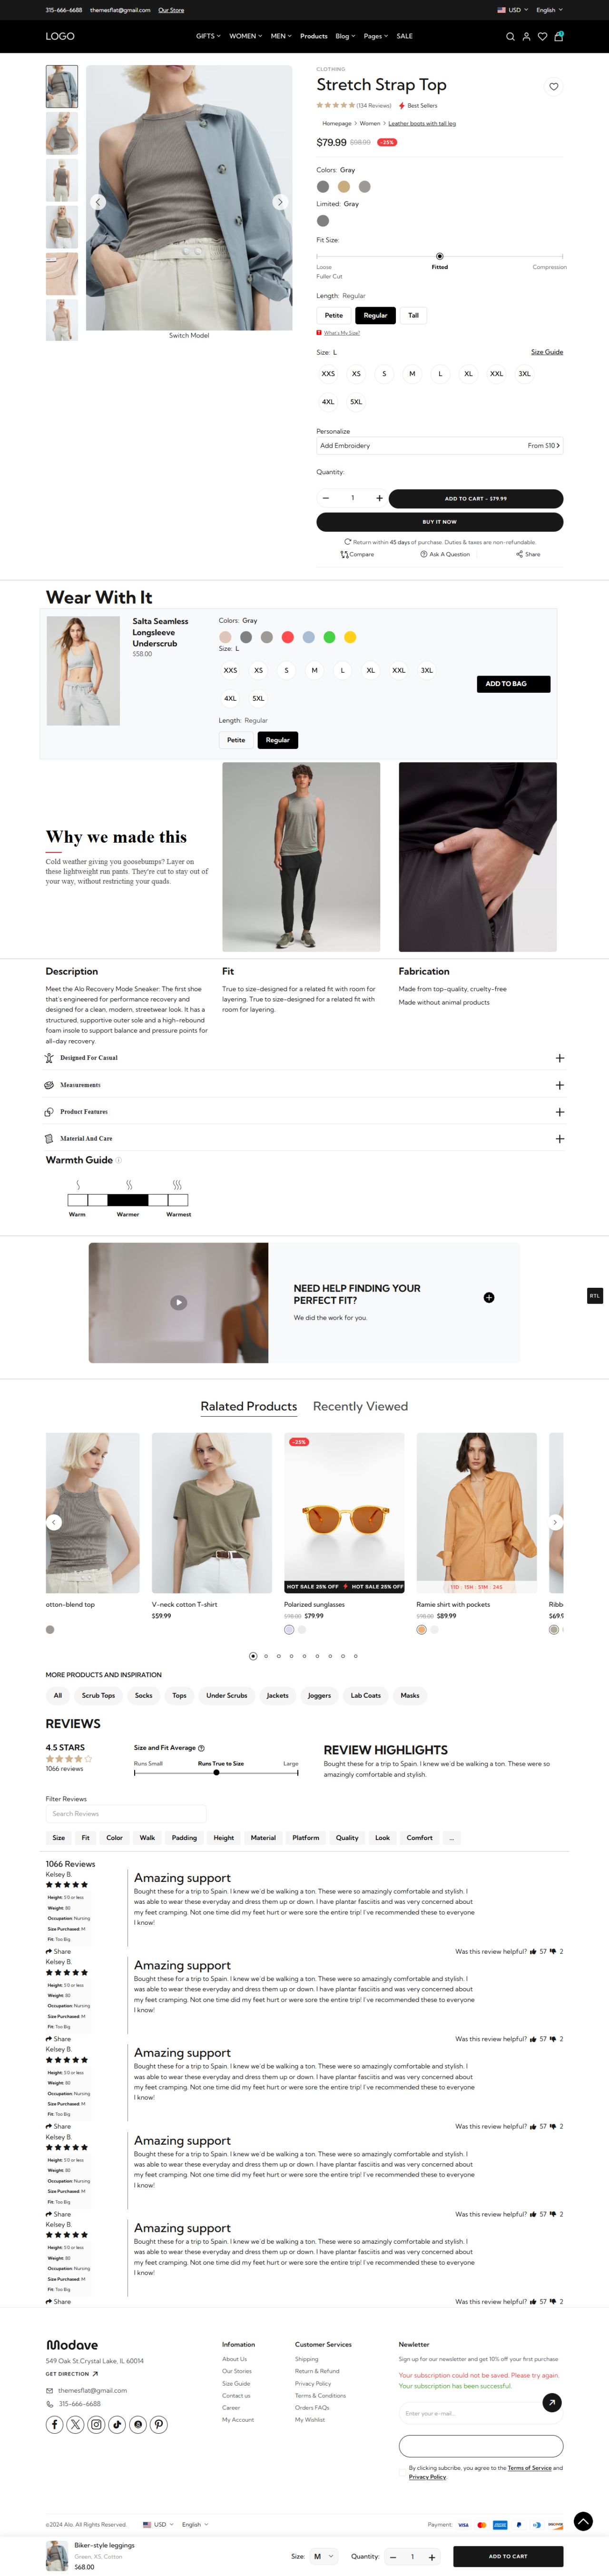 315-666-6688 themesflat@gmail.com Our Store
USD English
LOGO
GIFTS WOMEN MEN Products Blog Pages SALE
CLOTHING
Stretch Strap Top
(134 Reviews) Best Sellers
Homepage > Women > Leather boots with tall leg
$79.99 $98.99 -25%
Colors: Gray
Limited: Gray
Fit Size:
Loose Fitted Compression
Fuller Cut
Length: Regular
Petite Regular Tall
What's My Size?
Size: L Size Guide
XXS XS S M L XL XXL 3XL
4XL 5XL
Personalize
Add Embroidery From $10
Quantity:
− 1 + ADD TO CART - $79.99
BUY IT NOW
Return within 45 days of purchase. Duties & taxes are non-refundable.
Compare Ask A Question Share
Switch Model
Wear With It
Salta Seamless
Longsleeve
Underscrub
$58.00
Colors: Gray
Size: L
XXS XS S M L XL XXL 3XL
4XL 5XL
Length: Regular
Petite Regular
ADD TO BAG
Why we made this
Cold weather giving you goosebumps? Layer on
these lightweight run pants. They're cut to stay out of
your way, without restricting your quads.
Description
Meet the Alo Recovery Mode Sneaker: The first shoe
that's engineered for performance recovery and
designed for a clean, modern, streetwear look. It has a
structured, supportive outer sole and a high-rebound
foam insole to support balance and pressure points for
all-day recovery.
Fit
True to size-designed for a related fit with room for
layering. True to size-designed for a related fit with
room for layering.
Fabrication
Made from top-quality, cruelty-free
Made without animal products
Designed For Casual
Measurements
Product Features
Material And Care
Warmth Guide
Warm Warmer Warmest
NEED HELP FINDING YOUR
PERFECT FIT?
We did the work for you.
RTL
Ralated Products Recently Viewed
-25%
HOT SALE 25% OFF HOT SALE 25% OFF
11D : 15H : 51M : 24S
otton-blend top
V-neck cotton T-shirt
$59.99
Polarized sunglasses
$98.00 $79.99
Ramie shirt with pockets
$98.00 $89.99
Ribb
$69.9
MORE PRODUCTS AND INSPIRATION
All Scrub Tops Socks Tops Under Scrubs Jackets Joggers Lab Coats Masks
REVIEWS
4.5 STARS
1066 reviews
Size and Fit Average
Runs Small Runs True to Size Large
REVIEW HIGHLIGHTS
Bought these for a trip to Spain. I knew we'd be walking a ton. These were so
amazingly comfortable and stylish.
Filter Reviews
Search Reviews
Size Fit Color Walk Padding Height Material Platform Quality Look Comfort ...
1066 Reviews
Kelsey B.
Height: 5'0 or less
Weight: 80
Occupation: Nursing
Size Purchased: M
Fit: Too Big
Share
Amazing support
Bought these for a trip to Spain. I knew we'd be walking a ton. These were so amazingly comfortable and stylish. I
was able to wear these everyday and dress them up or down. I have plantar fasciitis and was very concerned about
my feet cramping. Not one time did my feet hurt or were sore the entire trip! I've recommended these to everyone
I know!
Was this review helpful? 57 2
Kelsey B.
Height: 5'0 or less
Weight: 80
Occupation: Nursing
Size Purchased: M
Fit: Too Big
Share
Amazing support
Bought these for a trip to Spain. I knew we'd be walking a ton. These were so amazingly comfortable and stylish. I
was able to wear these everyday and dress them up or down. I have plantar fasciitis and was very concerned about
my feet cramping. Not one time did my feet hurt or were sore the entire trip! I've recommended these to everyone
I know!
Was this review helpful? 57 2
Kelsey B.
Height: 5'0 or less
Weight: 80
Occupation: Nursing
Size Purchased: M
Fit: Too Big
Share
Amazing support
Bought these for a trip to Spain. I knew we'd be walking a ton. These were so amazingly comfortable and stylish. I
was able to wear these everyday and dress them up or down. I have plantar fasciitis and was very concerned about
my feet cramping. Not one time did my feet hurt or were sore the entire trip! I've recommended these to everyone
I know!
Was this review helpful? 57 2
Kelsey B.
Height: 5'0 or less
Weight: 80
Occupation: Nursing
Size Purchased: M
Fit: Too Big
Share
Amazing support
Bought these for a trip to Spain. I knew we'd be walking a ton. These were so amazingly comfortable and stylish. I
was able to wear these everyday and dress them up or down. I have plantar fasciitis and was very concerned about
my feet cramping. Not one time did my feet hurt or were sore the entire trip! I've recommended these to everyone
I know!
Was this review helpful? 57 2
Kelsey B.
Height: 5'0 or less
Weight: 80
Occupation: Nursing
Size Purchased: M
Fit: Too Big
Share
Amazing support
Bought these for a trip to Spain. I knew we'd be walking a ton. These were so amazingly comfortable and stylish. I
was able to wear these everyday and dress them up or down. I have plantar fasciitis and was very concerned about
my feet cramping. Not one time did my feet hurt or were sore the entire trip! I've recommended these to everyone
I know!
Was this review helpful? 57 2
Modave
549 Oak St.Crystal Lake, IL 60014
GET DIRECTION
themesflat@gmail.com
315-666-6688
Infomation
About Us
Our Stories
Size Guide
Contact us
Career
My Account
Customer Services
Shipping
Return & Refund
Privacy Policy
Terms & Conditions
Orders FAQs
My Wishlist
Newletter
Sign up for our newsletter and get 10% off your first purchase
Your subscription could not be saved. Please try again.
Your subscription has been successful.
Enter your e-mail...
By clicking subcribe, you agree to the Terms of Service and
Privacy Policy.
©2024 Alo. All Rights Reserved. USD English
Payment: VISA
Biker-style leggings
Green, XS, Cotton
$68.00
Size: M Quantity: − 1 + ADD TO CART